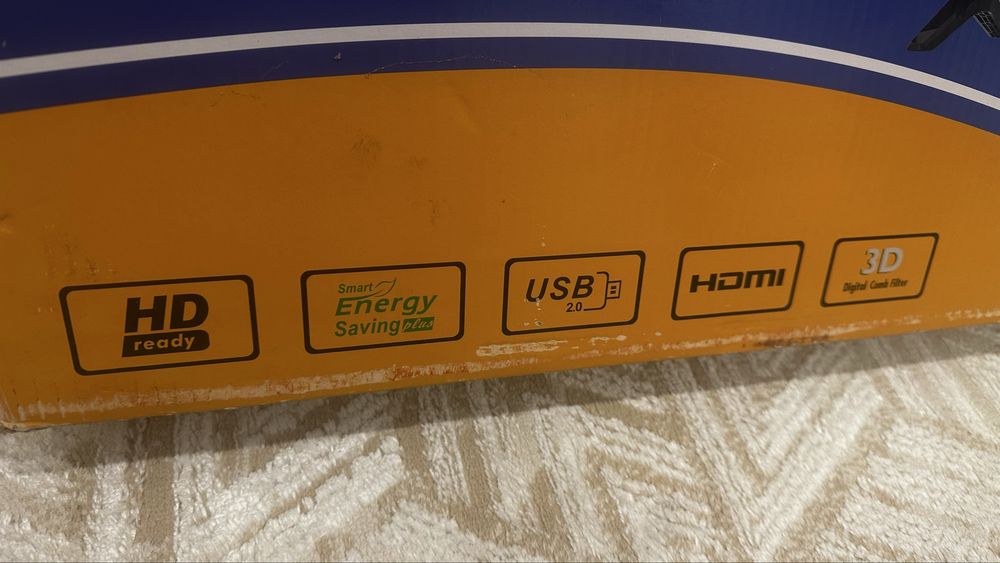 HD
ready
Smart
Energy
Saving plus
USB
2.0
HDMI
3D
Digital Comb Filter